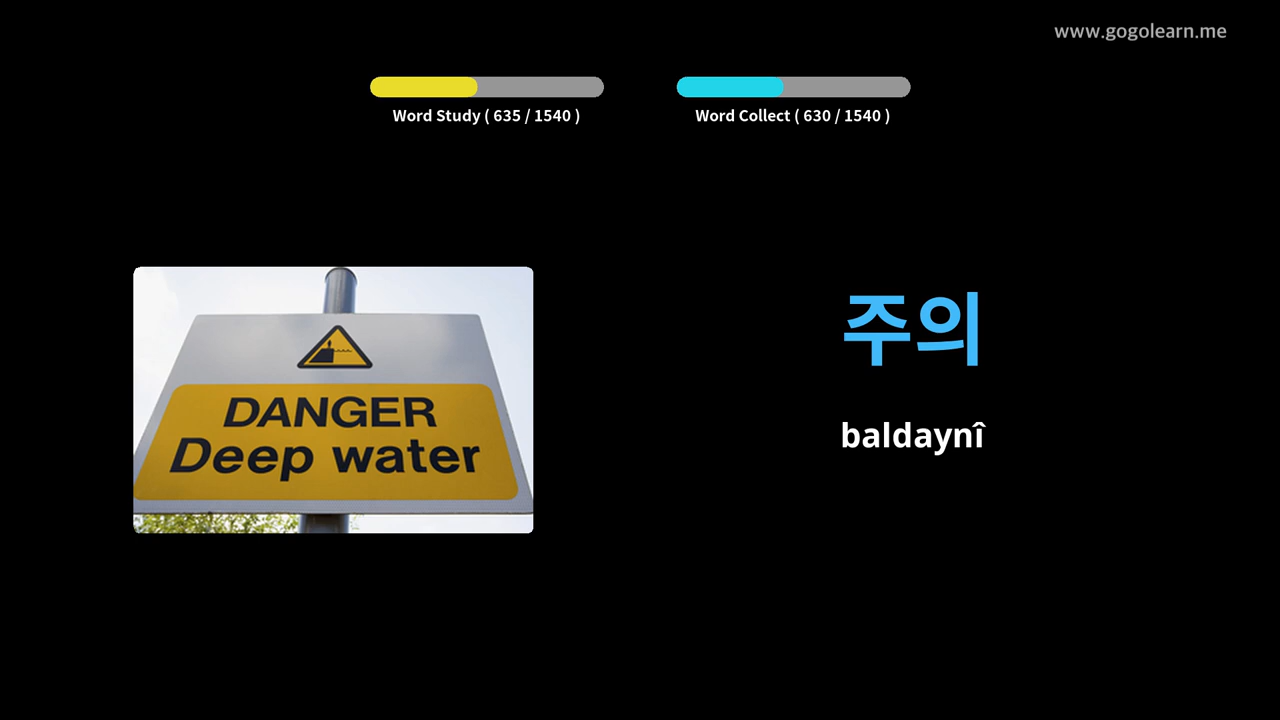 www.gogolearn.me
Word Study ( 635 / 1540 )
Word Collect ( 630 / 1540 )
DANGER
Deep water
주의
baldaynî